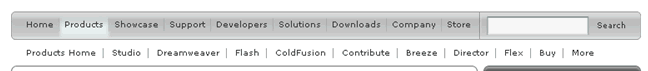 Home Products Showcase Support Developers Solutions Downloads Company Store Search
Products Home | Studio | Dreamweaver | Flash | ColdFusion | Contribute | Breeze | Director | Flex | Buy | More